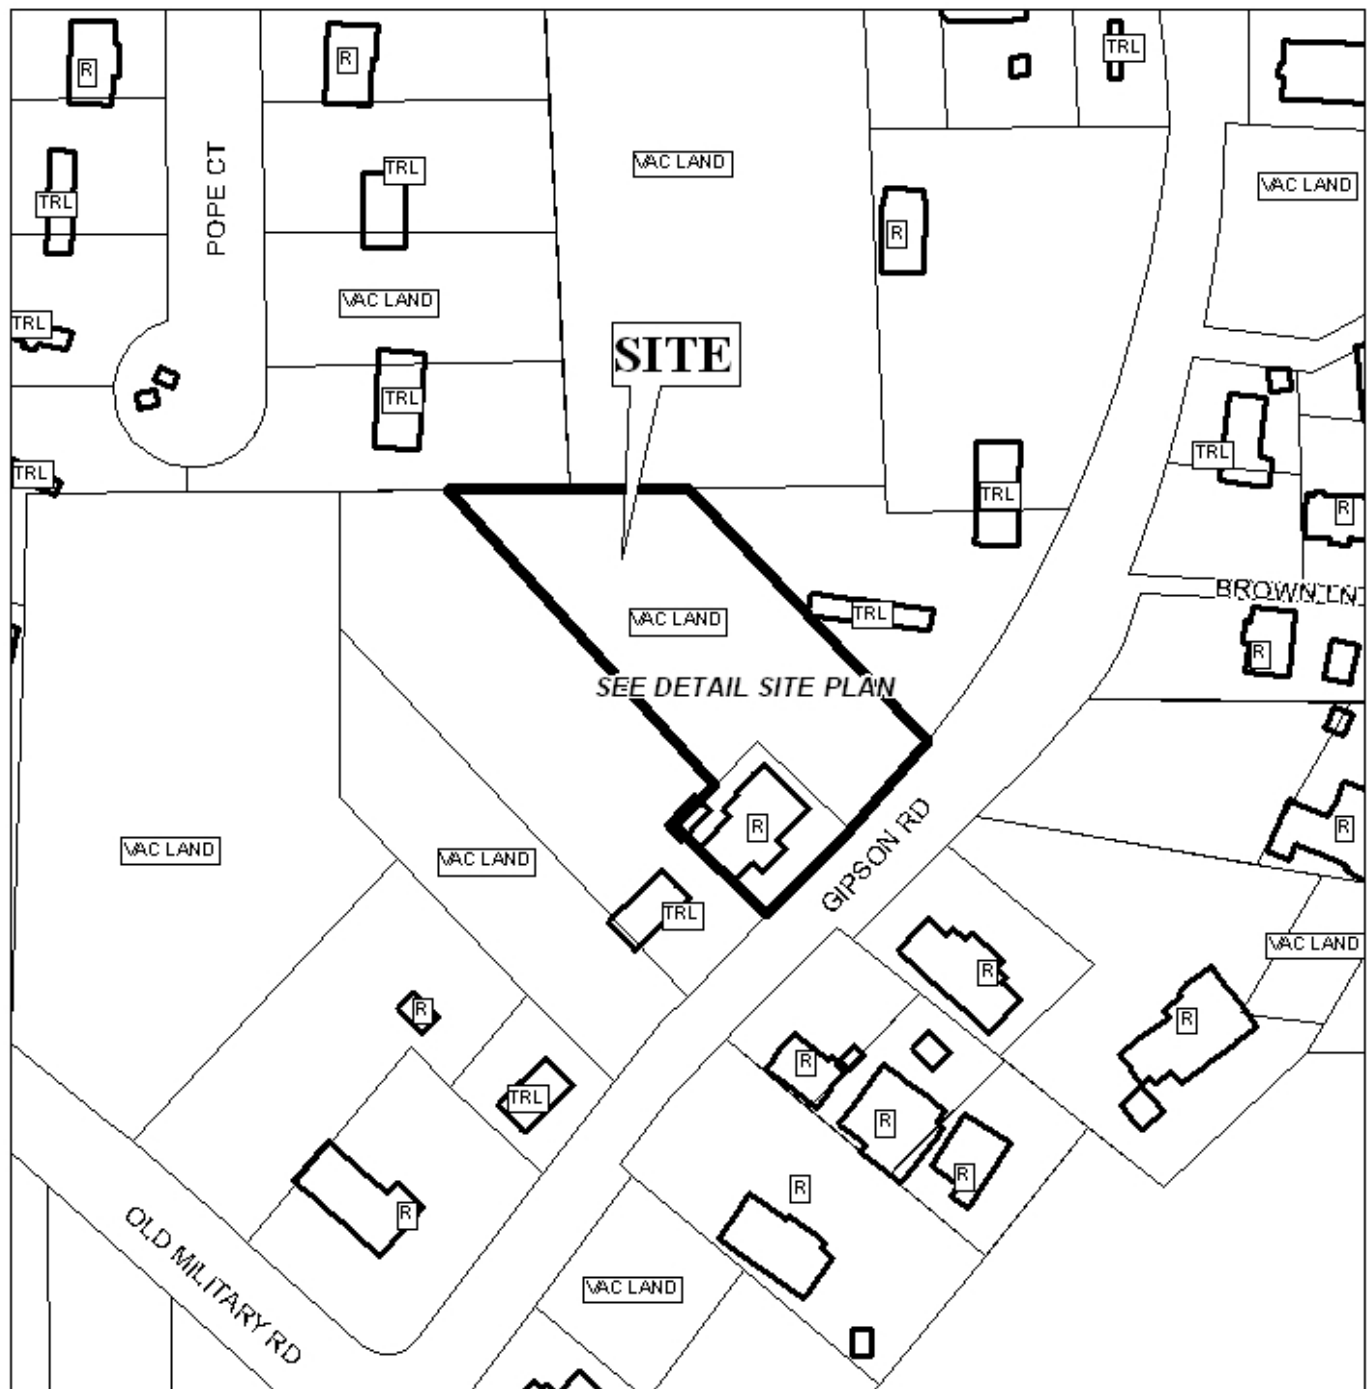 TRL
R
R
POPE CT
TRL
VAC LAND
VAC LAND
TRL
R
VAC LAND
TRL
SITE
TRL
TRL
TRL
TRL
R
BROWN LN
VAC LAND
TRL
R
SEE DETAIL SITE PLAN
R
R
GIPSON RD
VAC LAND
VAC LAND
TRL
VAC LAND
R
R
R
R
TRL
R
R
R
R
OLD MILITARY RD
VAC LAND